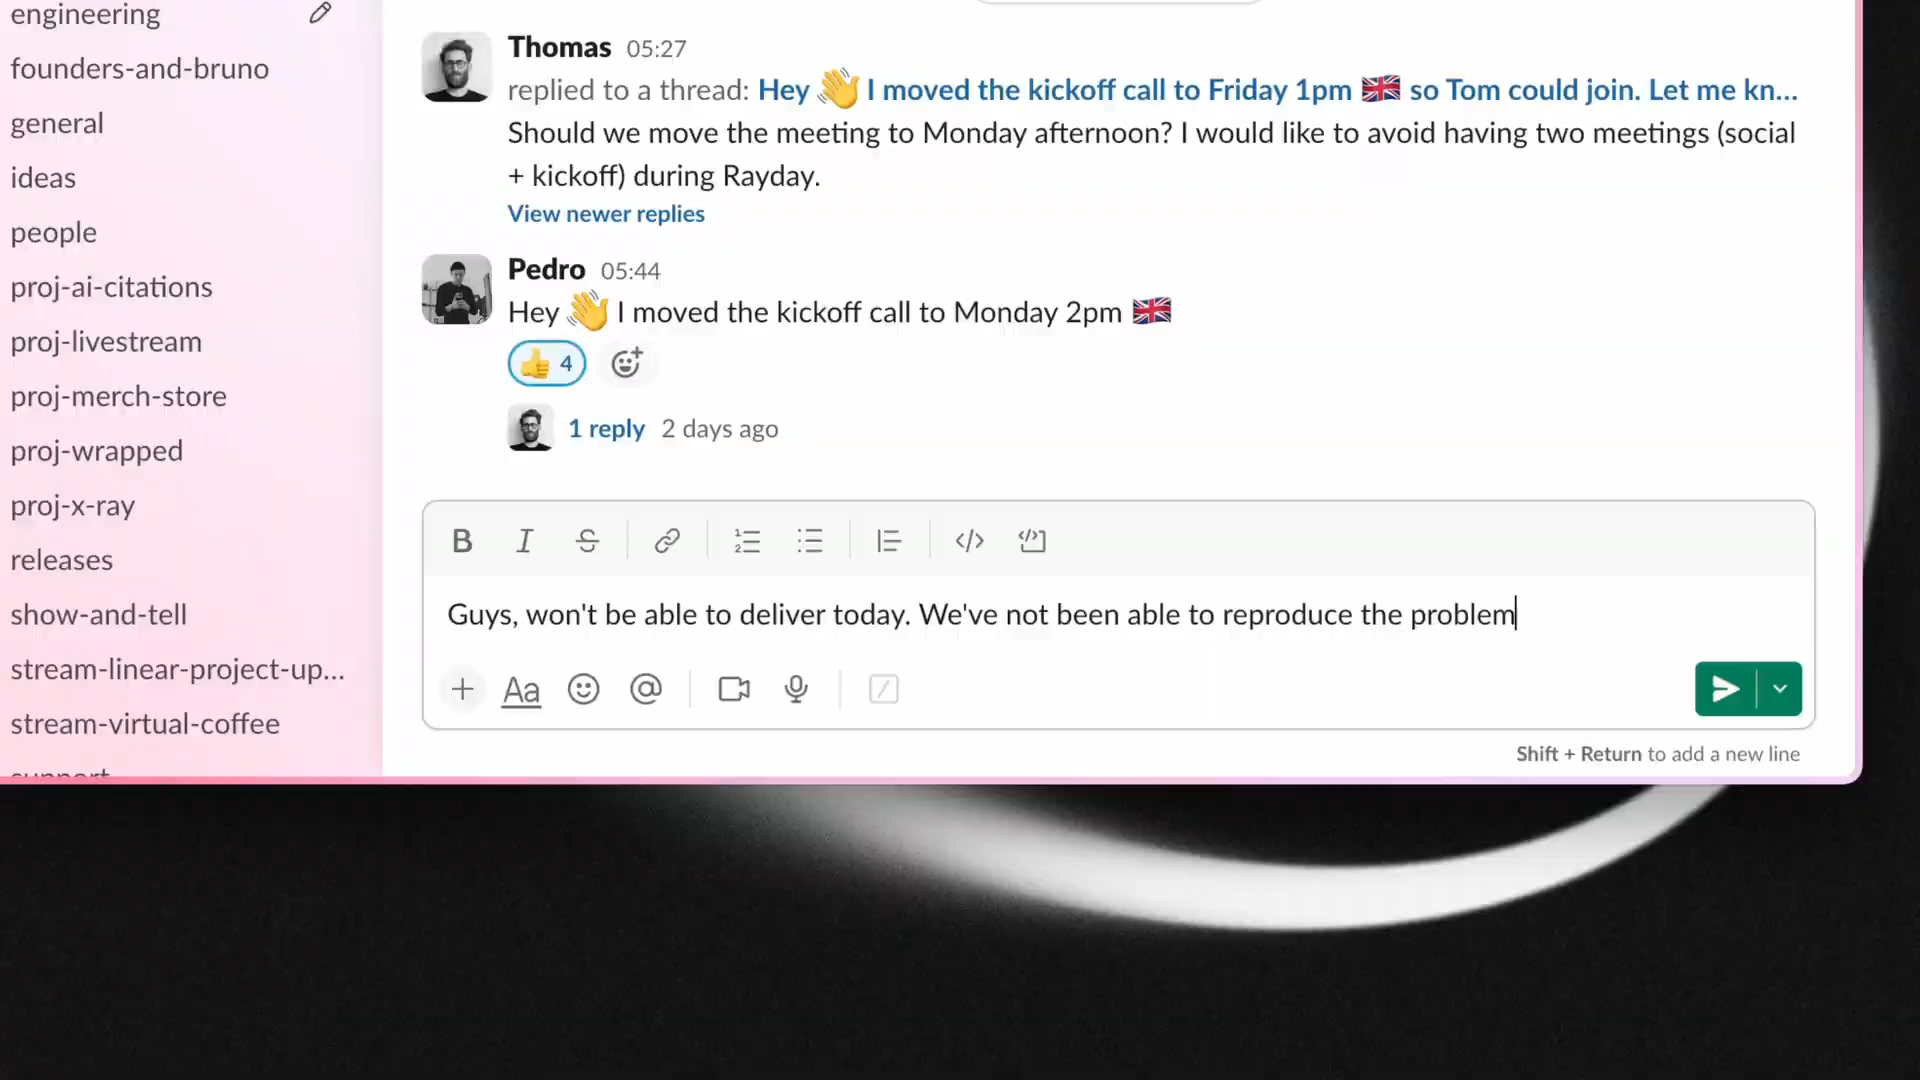 engineering
founders-and-bruno
general
ideas
people
proj-ai-citations
proj-livestream
proj-merch-store
proj-wrapped
proj-x-ray
releases
show-and-tell
stream-linear-project-up...
stream-virtual-coffee
support
Thomas 05:27
replied to a thread: Hey 👋 I moved the kickoff call to Friday 1pm 🇬🇧 so Tom could join. Let me kn...
Should we move the meeting to Monday afternoon? I would like to avoid having two meetings (social
+ kickoff) during Rayday.
View newer replies
Pedro 05:44
Hey 👋 I moved the kickoff call to Monday 2pm 🇬🇧
👍 4
1 reply 2 days ago
B I S
Guys, won't be able to deliver today. We've not been able to reproduce the problem
Aa @
Shift + Return to add a new line